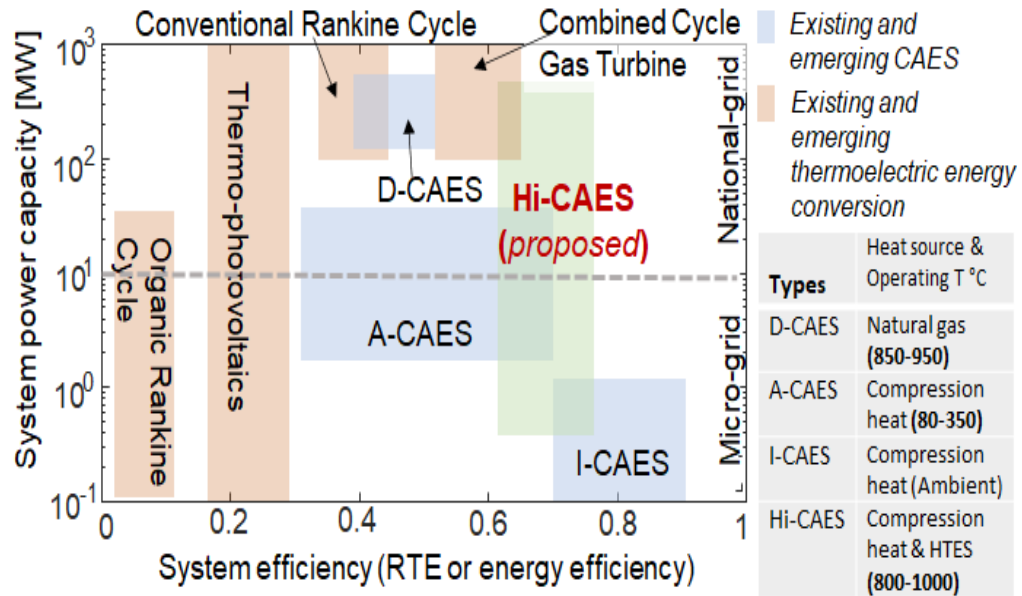 Conventional Rankine Cycle
Combined Cycle
Gas Turbine
System power capacity [MW]
10³
10²
10¹
10⁰
10⁻¹
Organic Rankine
Cycle
Thermo-photovoltaics
D-CAES
Hi-CAES
(proposed)
A-CAES
I-CAES
National-grid
Micro-grid
0
0.2
0.4
0.6
0.8
1
System efficiency (RTE or energy efficiency)
Existing and
emerging CAES
Existing and
emerging
thermoelectric energy
conversion
Types
Heat source &
Operating T °C
D-CAES
Natural gas
(850-950)
A-CAES
Compression
heat (80-350)
I-CAES
Compression
heat (Ambient)
Hi-CAES
Compression
heat & HTES
(800-1000)